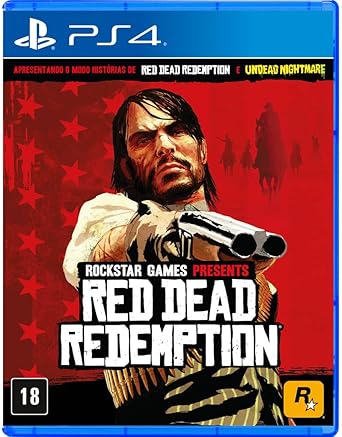 PS4
APRESENTANDO O MODO HISTÓRIAS DE RED DEAD REDEMPTION E UNDEAD NIGHTMARE
ROCKSTAR GAMES PRESENTS
RED DEAD
REDEMPTION
18
R